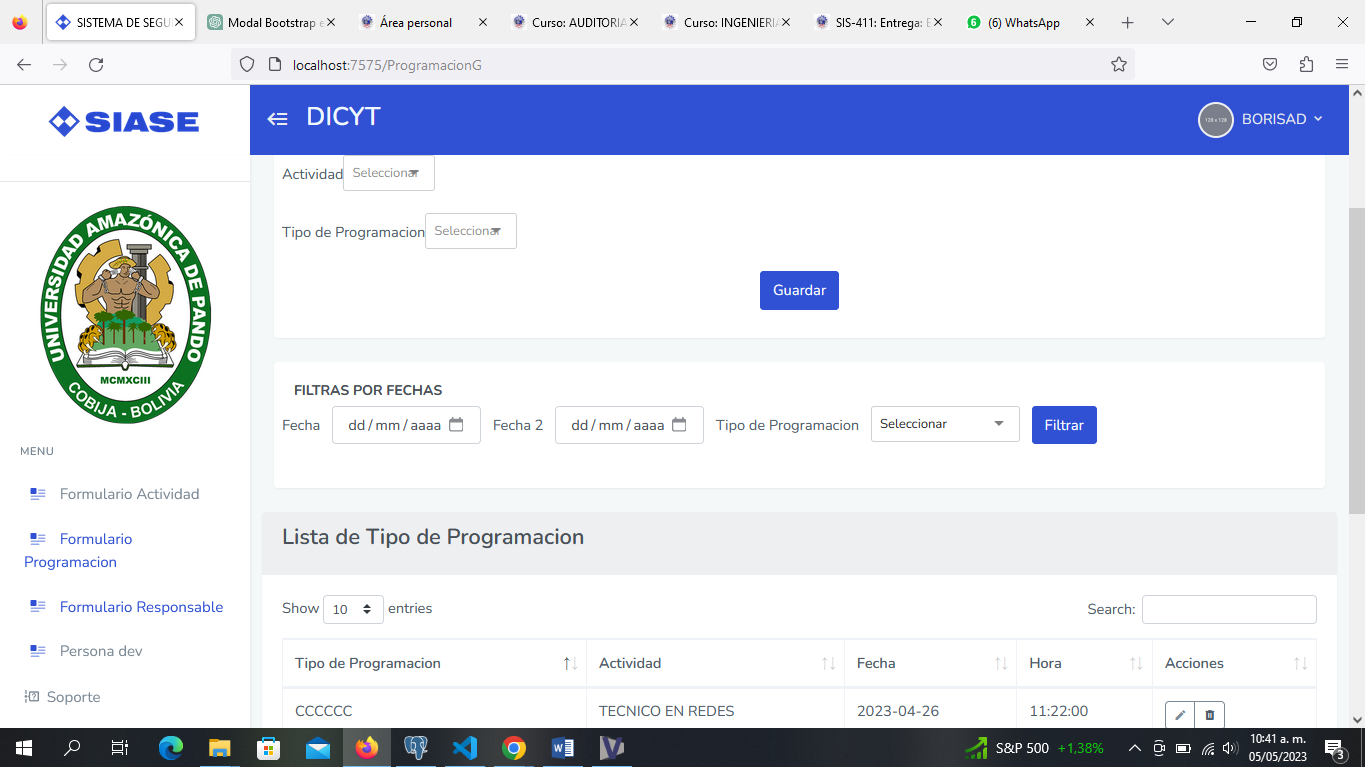 SISTEMA DE SEGU
Modal Bootstrap e
Área personal
Curso: AUDITORIA
Curso: INGENIERIA
SIS-411: Entrega: E
6 (6) WhatsApp
localhost:7575/ProgramacionG
SIASE
DICYT
128 x 128 BORISAD
UNIVERSIDAD AMAZÓNICA DE PANDO
MCMXCIII
COBIJA - BOLIVIA
MENU
Formulario Actividad
Formulario
Programacion
Formulario Responsable
Persona dev
Soporte
Actividad Seleccionar
Tipo de Programacion Seleccionar
Guardar
FILTRAS POR FECHAS
Fecha dd/mm/aaaa Fecha 2 dd/mm/aaaa Tipo de Programacion Seleccionar Filtrar
Lista de Tipo de Programacion
Show 10 entries Search:
Tipo de Programacion Actividad Fecha Hora Acciones
CCCCCC TECNICO EN REDES 2023-04-26 11:22:00
S&P 500 +1,38%
10:41 a. m.
05/05/2023
3